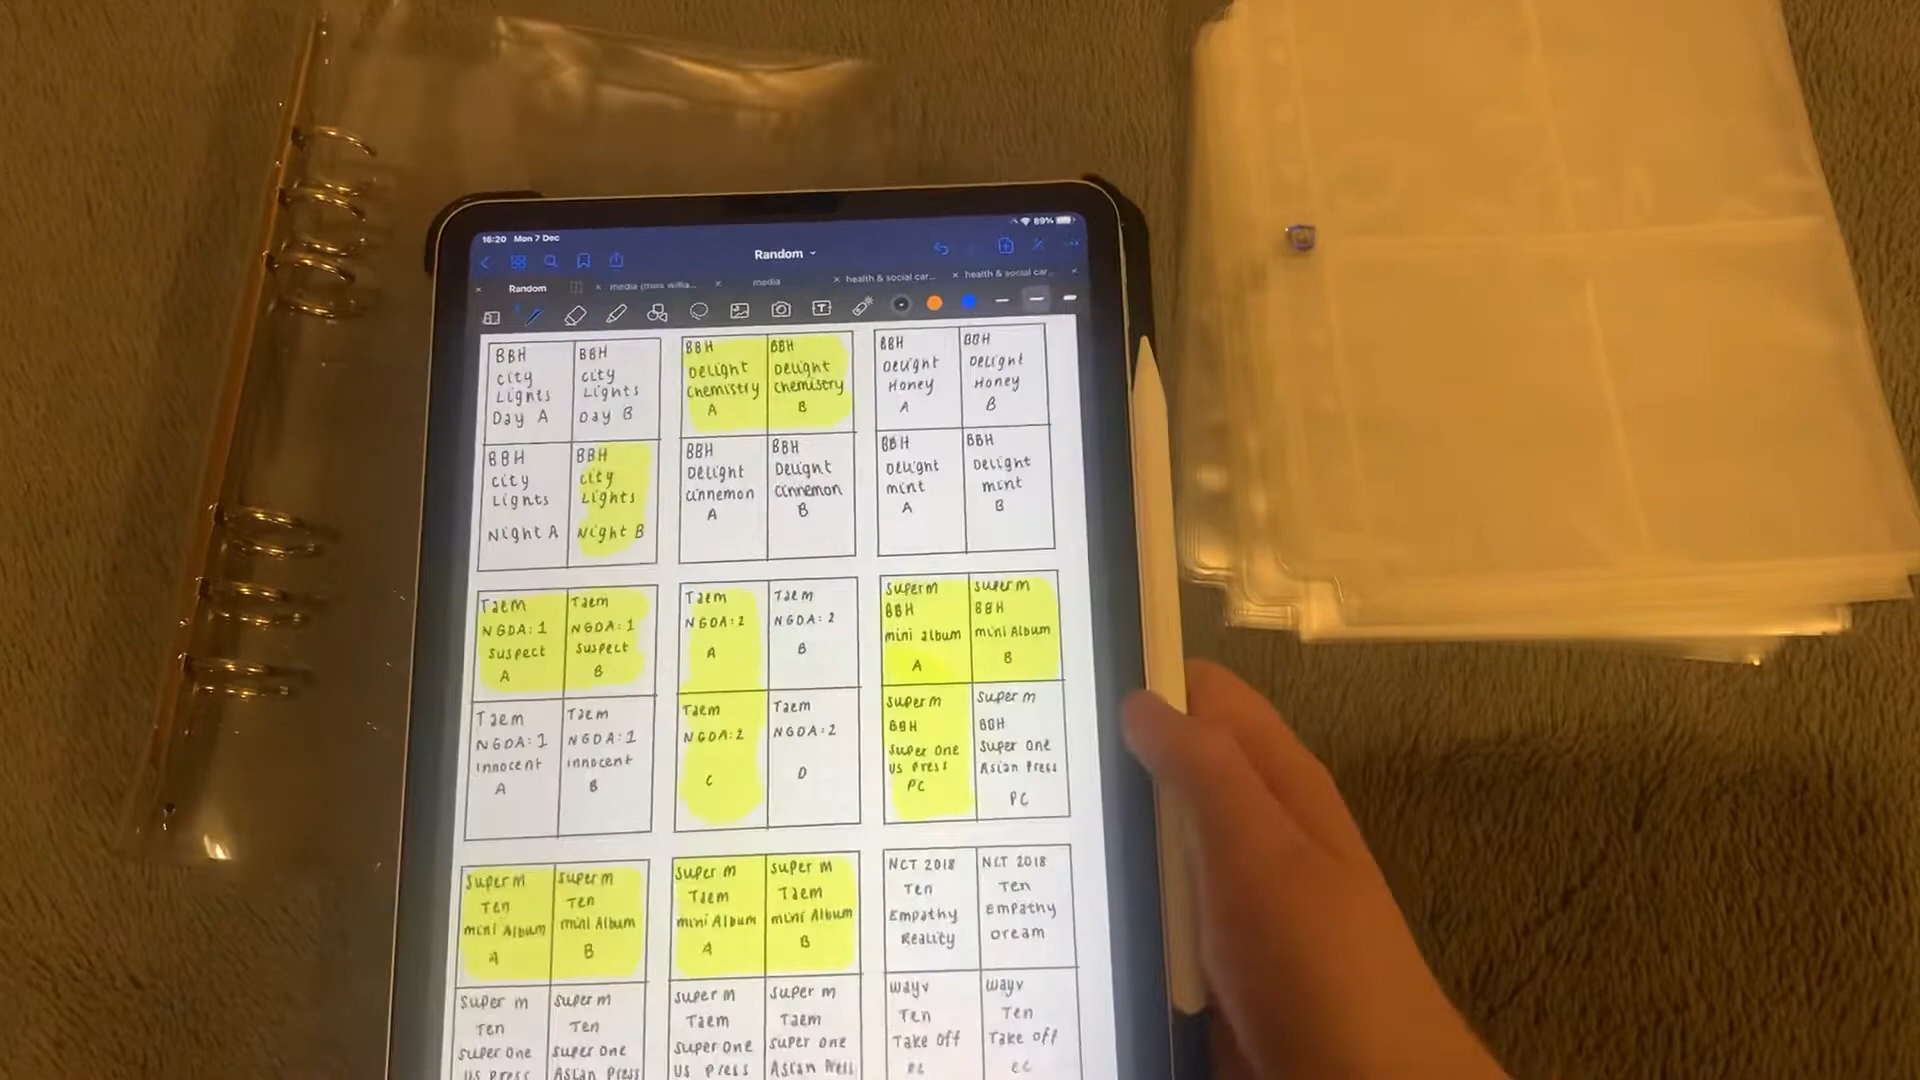 16:20 Mon 7 Dec
89%
Random
Random
media (miss willia...
media
health & social car...
health & social car...
BBH
City
Lights
Day A
BBH
City
Lights
Day B
BBH
City
Lights
Night A
BBH
City
Lights
Night B
BBH
Delight
Chemistry
A
BBH
Delight
Chemistry
B
BBH
Delight
Cinnemon
A
BBH
Delight
Cinnemon
B
BBH
Delight
Honey
A
BBH
Delight
Honey
B
BBH
Delight
mint
A
BBH
Delight
mint
B
Taem
NGDA:1
Suspect
A
Taem
NGDA:1
Suspect
B
Taem
NGDA:1
Innocent
A
Taem
NGDA:1
Innocent
B
Taem
NGDA:2
A
Taem
NGDA:2
B
Taem
NGDA:2
C
Taem
NGDA:2
D
Super m
BBH
mini album
A
Super m
BBH
mini Album
B
Super m
BBH
Super One
US Press
PC
Super m
BBH
Super One
Asian Press
PC
Super m
Ten
mini Album
A
Super m
Ten
mini Album
B
Super m
Ten
Super One
US Press
Super m
Ten
Super One
Asian Press
Super m
Taem
mini Album
A
Super m
Taem
mini Album
B
Super m
Taem
Super One
US Press
Super m
Taem
Super One
Asian Press
NCT 2018
Ten
Empathy
Reality
NCT 2018
Ten
Empathy
Dream
WayV
Ten
Take Off
WayV
Ten
Take Off